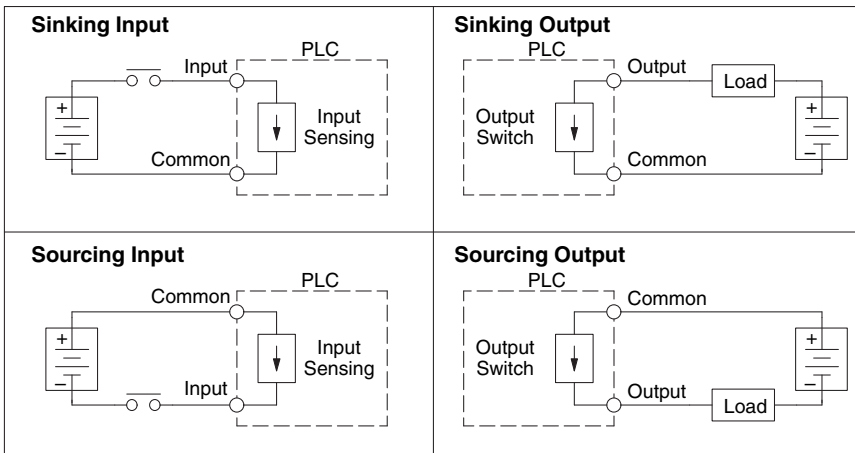 Sinking Input
PLC
Input
+
−
Input
Sensing
Common
Sinking Output
PLC
Output
Load
Output
Switch
+
−
Common
Sourcing Input
PLC
Common
+
−
Input
Sensing
Input
Sourcing Output
PLC
Common
Output
Switch
+
−
Output
Load